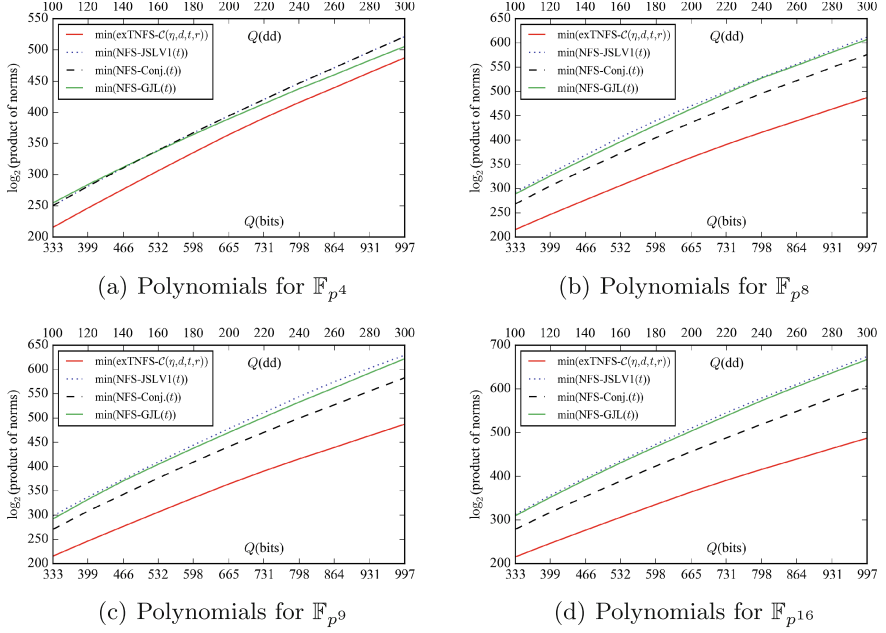 100 120 140 160 180 200 220 240 260 280 300
550
500
450
400
350
300
250
200
log₂(product of norms)
min(exTNFS-𝒞(η,d,t,r))
min(NFS-JSLV1(t))
min(NFS-Conj.(t))
min(NFS-GJL(t))
Q(dd)
Q(bits)
333 399 466 532 598 665 731 798 864 931 997
(a) Polynomials for 𝔽p⁴
100 120 140 160 180 200 220 240 260 280 300
650
600
550
500
450
400
350
300
250
200
log₂(product of norms)
min(exTNFS-𝒞(η,d,t,r))
min(NFS-JSLV1(t))
min(NFS-Conj.(t))
min(NFS-GJL(t))
Q(dd)
Q(bits)
333 399 466 532 598 665 731 798 864 931 997
(b) Polynomials for 𝔽p⁸
100 120 140 160 180 200 220 240 260 280 300
650
600
550
500
450
400
350
300
250
200
log₂(product of norms)
min(exTNFS-𝒞(η,d,t,r))
min(NFS-JSLV1(t))
min(NFS-Conj.(t))
min(NFS-GJL(t))
Q(dd)
Q(bits)
333 399 466 532 598 665 731 798 864 931 997
(c) Polynomials for 𝔽p⁹
100 120 140 160 180 200 220 240 260 280 300
700
600
500
400
300
200
log₂(product of norms)
min(exTNFS-𝒞(η,d,t,r))
min(NFS-JSLV1(t))
min(NFS-Conj.(t))
min(NFS-GJL(t))
Q(dd)
Q(bits)
333 399 466 532 598 665 731 798 864 931 997
(d) Polynomials for 𝔽p¹⁶